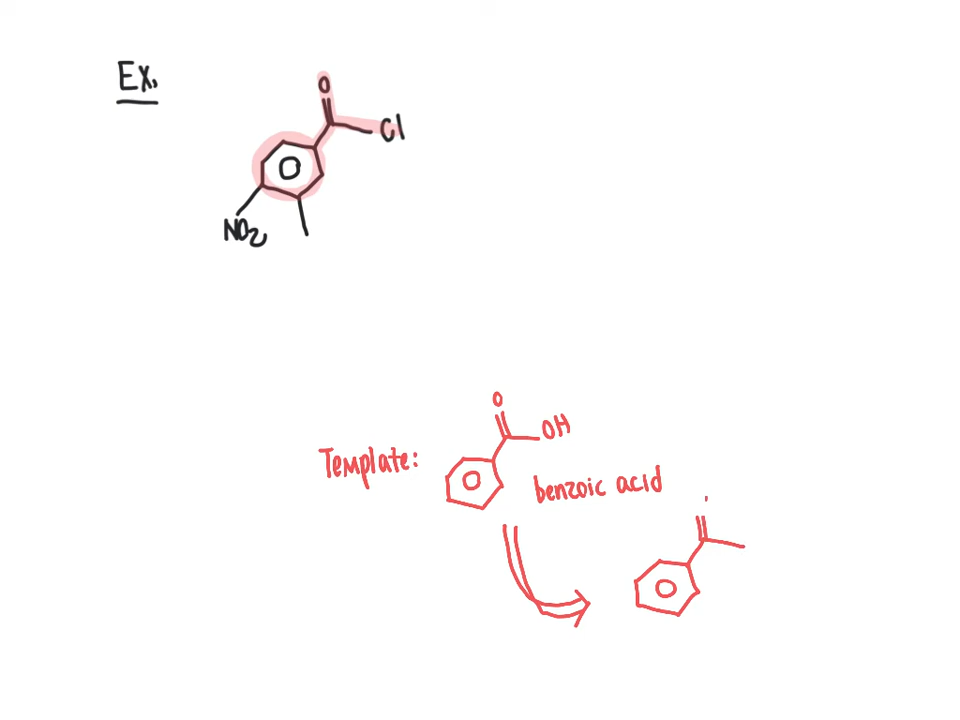 Ex.
O
Cl
NO2
O
OH
Template:
benzoic acid